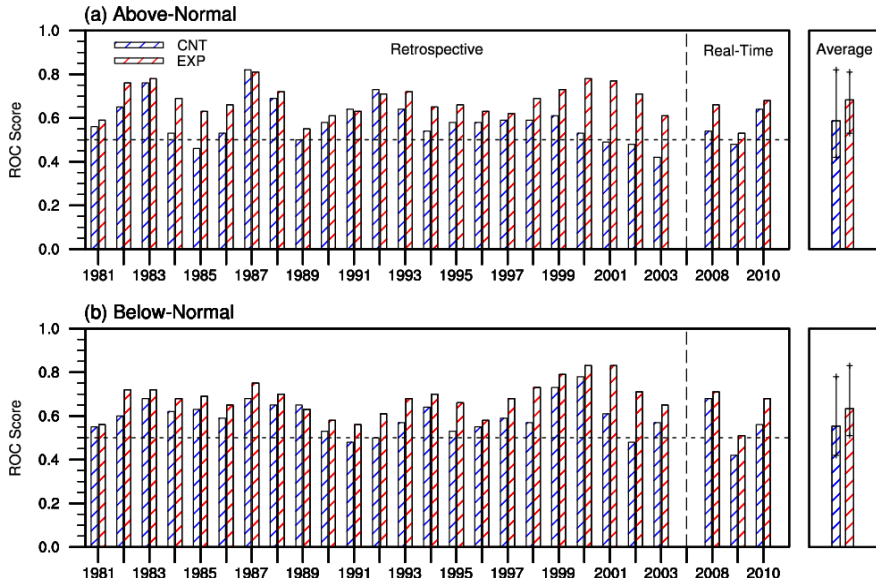 (a) Above-Normal
1.0
CNT
EXP
Retrospective
Real-Time
Average
0.8
0.6
0.4
0.2
0.0
ROC Score
1981 1983 1985 1987 1989 1991 1993 1995 1997 1999 2001 2003 2008 2010
(b) Below-Normal
1.0
0.8
0.6
0.4
0.2
0.0
ROC Score
1981 1983 1985 1987 1989 1991 1993 1995 1997 1999 2001 2003 2008 2010